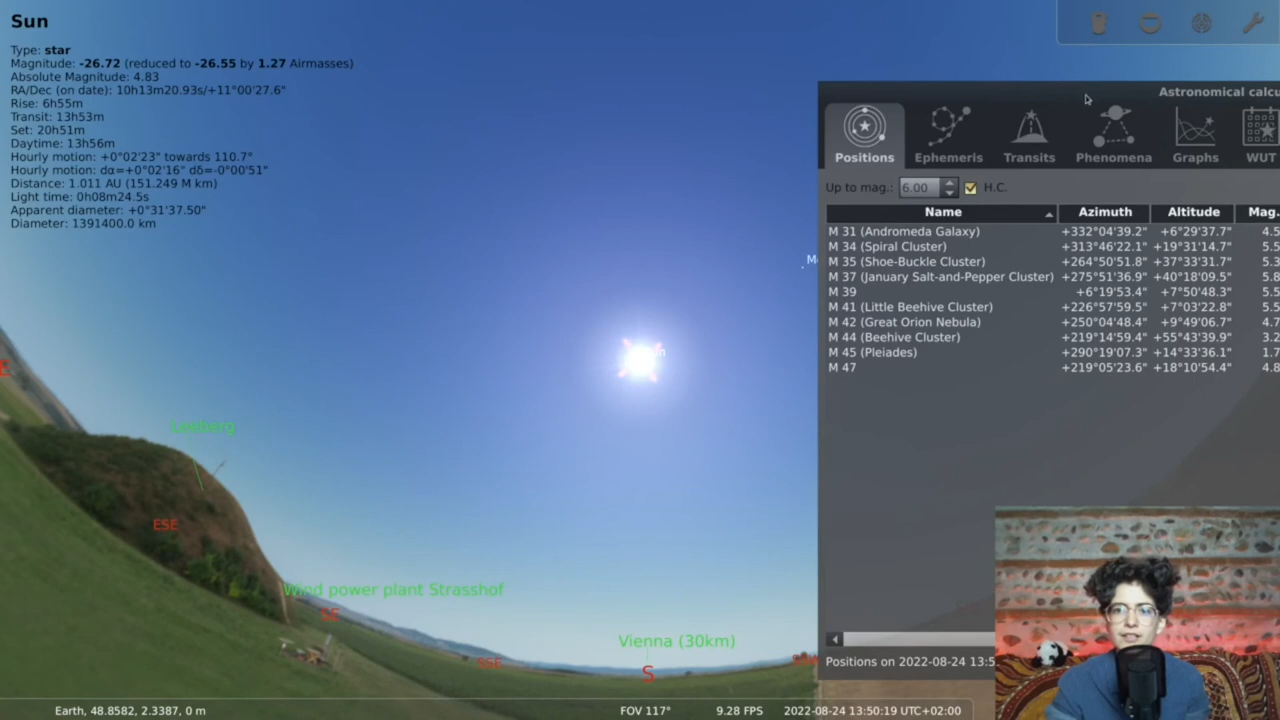 Sun
Type: star
Magnitude: -26.72 (reduced to -26.55 by 1.27 Airmasses)
Absolute Magnitude: 4.83
RA/Dec (on date): 10h13m20.93s/+11°00'27.6"
Rise: 6h55m
Transit: 13h53m
Set: 20h51m
Daytime: 13h56m
Hourly motion: +0°02'23" towards 110.7°
Hourly motion: dα=+0°02'16" dδ=-0°00'51"
Distance: 1.011 AU (151.249 M km)
Light time: 0h08m24.5s
Apparent diameter: +0°31'37.50"
Diameter: 1391400.0 km
Astronomical calcu
Positions Ephemeris Transits Phenomena Graphs WUT
Up to mag.: 6.00 H.C.
Name Azimuth Altitude Mag.
M 31 (Andromeda Galaxy) +332°04'39.2" +6°29'37.7" 4.5
M 34 (Spiral Cluster) +313°46'22.1" +19°31'14.7" 5.5
M 35 (Shoe-Buckle Cluster) +264°50'51.8" +37°33'31.7" 5.3
M 37 (January Salt-and-Pepper Cluster) +275°51'36.9" +40°18'09.5" 5.8
M 39 +6°19'53.4" +7°50'48.3" 5.5
M 41 (Little Beehive Cluster) +226°57'59.5" +7°03'22.8" 5.5
M 42 (Great Orion Nebula) +250°04'48.4" +9°49'06.7" 4.7
M 44 (Beehive Cluster) +219°14'59.4" +55°43'39.9" 3.2
M 45 (Pleiades) +290°19'07.3" +14°33'36.1" 1.7
M 47 +219°05'23.6" +18°10'54.4" 4.8
Positions on 2022-08-24 13:5
M
E
Leeberg
ESE
Wind power plant Strasshof
SE
Vienna (30km)
SSE
S
Earth, 48.8582, 2.3387, 0 m FOV 117° 9.28 FPS 2022-08-24 13:50:19 UTC+02:00